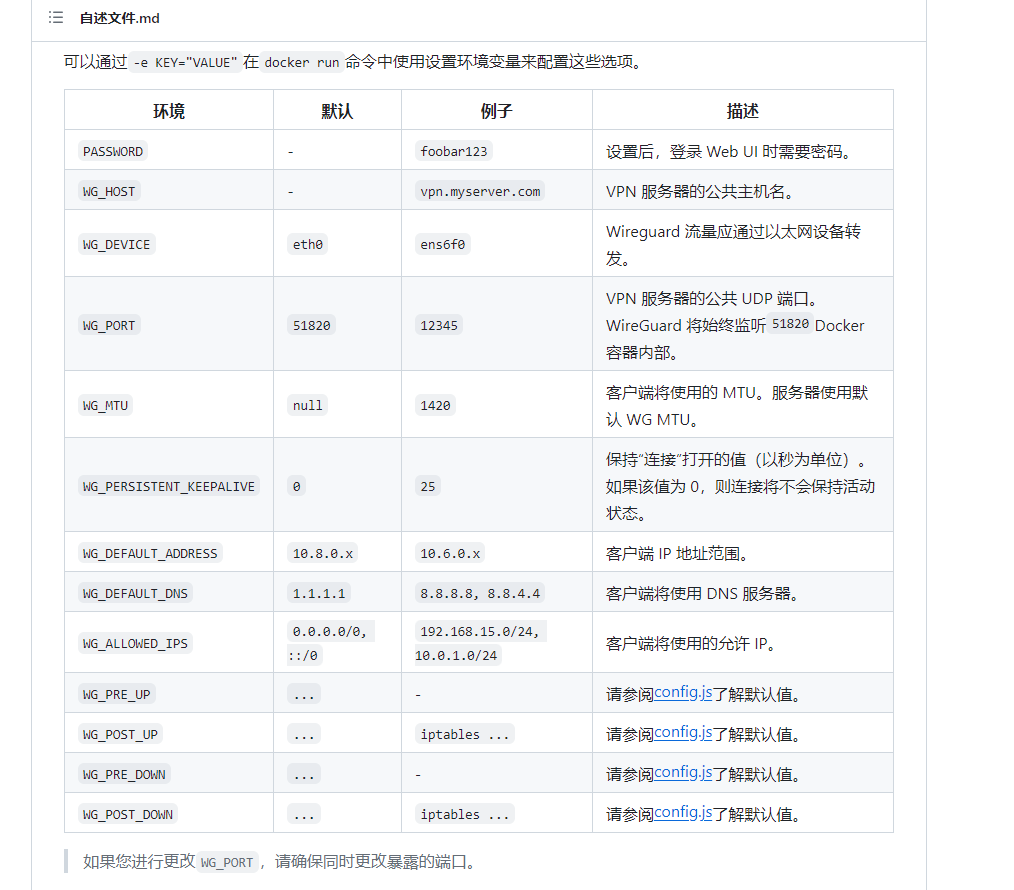 自述文件.md
可以通过 -e KEY="VALUE" 在 docker run 命令中使用设置环境变量来配置这些选项。
环境 默认 例子 描述
PASSWORD - foobar123 设置后，登录 Web UI 时需要密码。
WG_HOST - vpn.myserver.com VPN 服务器的公共主机名。
WG_DEVICE eth0 ens6f0 Wireguard 流量应通过以太网设备转
发。
VPN 服务器的公共 UDP 端口。
WG_PORT 51820 12345 WireGuard 将始终监听 51820 Docker
容器内部。
WG_MTU null 1420 客户端将使用的 MTU。服务器使用默
认 WG MTU。
保持“连接”打开的值（以秒为单位）。
WG_PERSISTENT_KEEPALIVE 0 25 如果该值为 0，则连接将不会保持活动
状态。
WG_DEFAULT_ADDRESS 10.8.0.x 10.6.0.x 客户端 IP 地址范围。
WG_DEFAULT_DNS 1.1.1.1 8.8.8.8, 8.8.4.4 客户端将使用 DNS 服务器。
WG_ALLOWED_IPS 0.0.0.0/0, 192.168.15.0/24, 客户端将使用的允许 IP。
::/0 10.0.1.0/24
WG_PRE_UP ... - 请参阅config.js了解默认值。
WG_POST_UP ... iptables ... 请参阅config.js了解默认值。
WG_PRE_DOWN ... - 请参阅config.js了解默认值。
WG_POST_DOWN ... iptables ... 请参阅config.js了解默认值。
如果您进行更改 WG_PORT ，请确保同时更改暴露的端口。